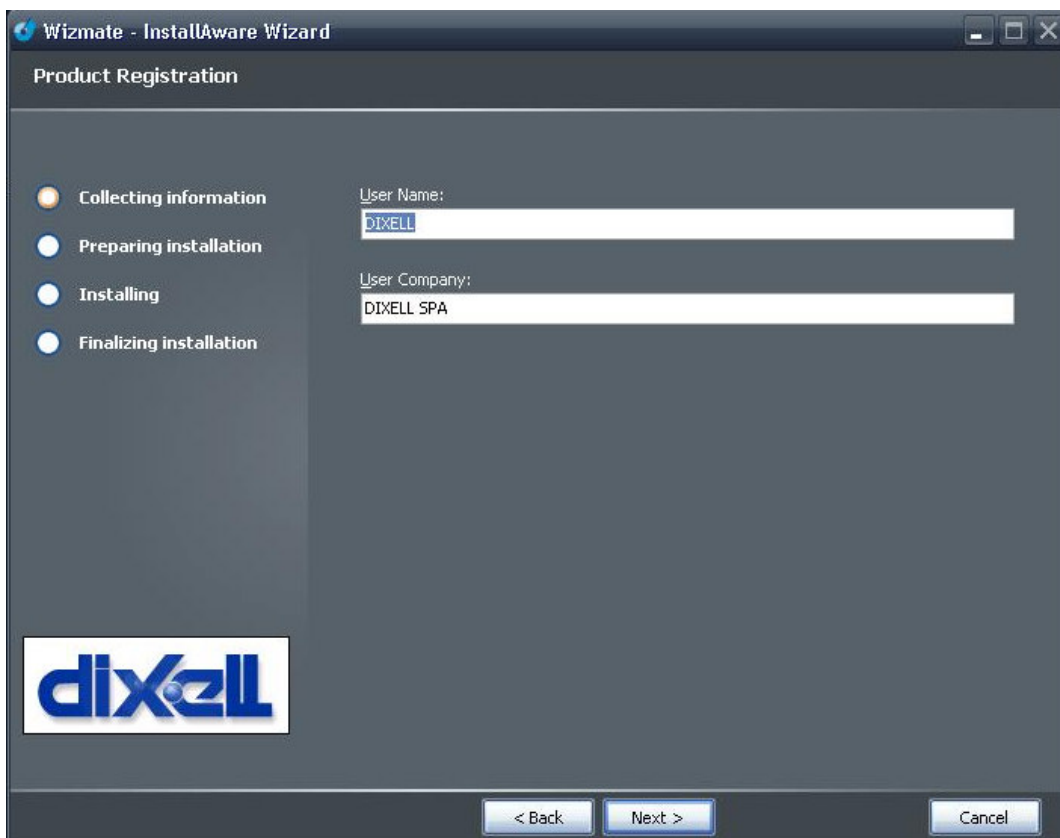 Wizmate - InstallAware Wizard
Product Registration
Collecting information
Preparing installation
Installing
Finalizing installation
User Name:
DIXELL
User Company:
DIXELL SPA
dixell
< Back
Next >
Cancel